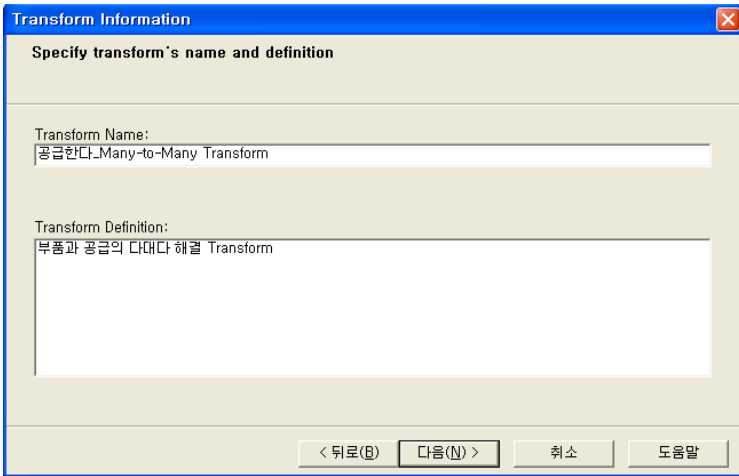 Transform Information
Specify transform's name and definition
Transform Name:
공급한다_Many-to-Many Transform
Transform Definition:
부품과 공급의 다대다 해결 Transform
< 뒤로(B) 다음(N) > 취소 도움말